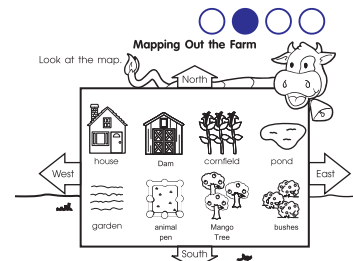 Mapping Out the Farm
Look at the map.
North
house
Dam
cornfield
pond
West
East
garden
animal
pen
Mango
Tree
bushes
South